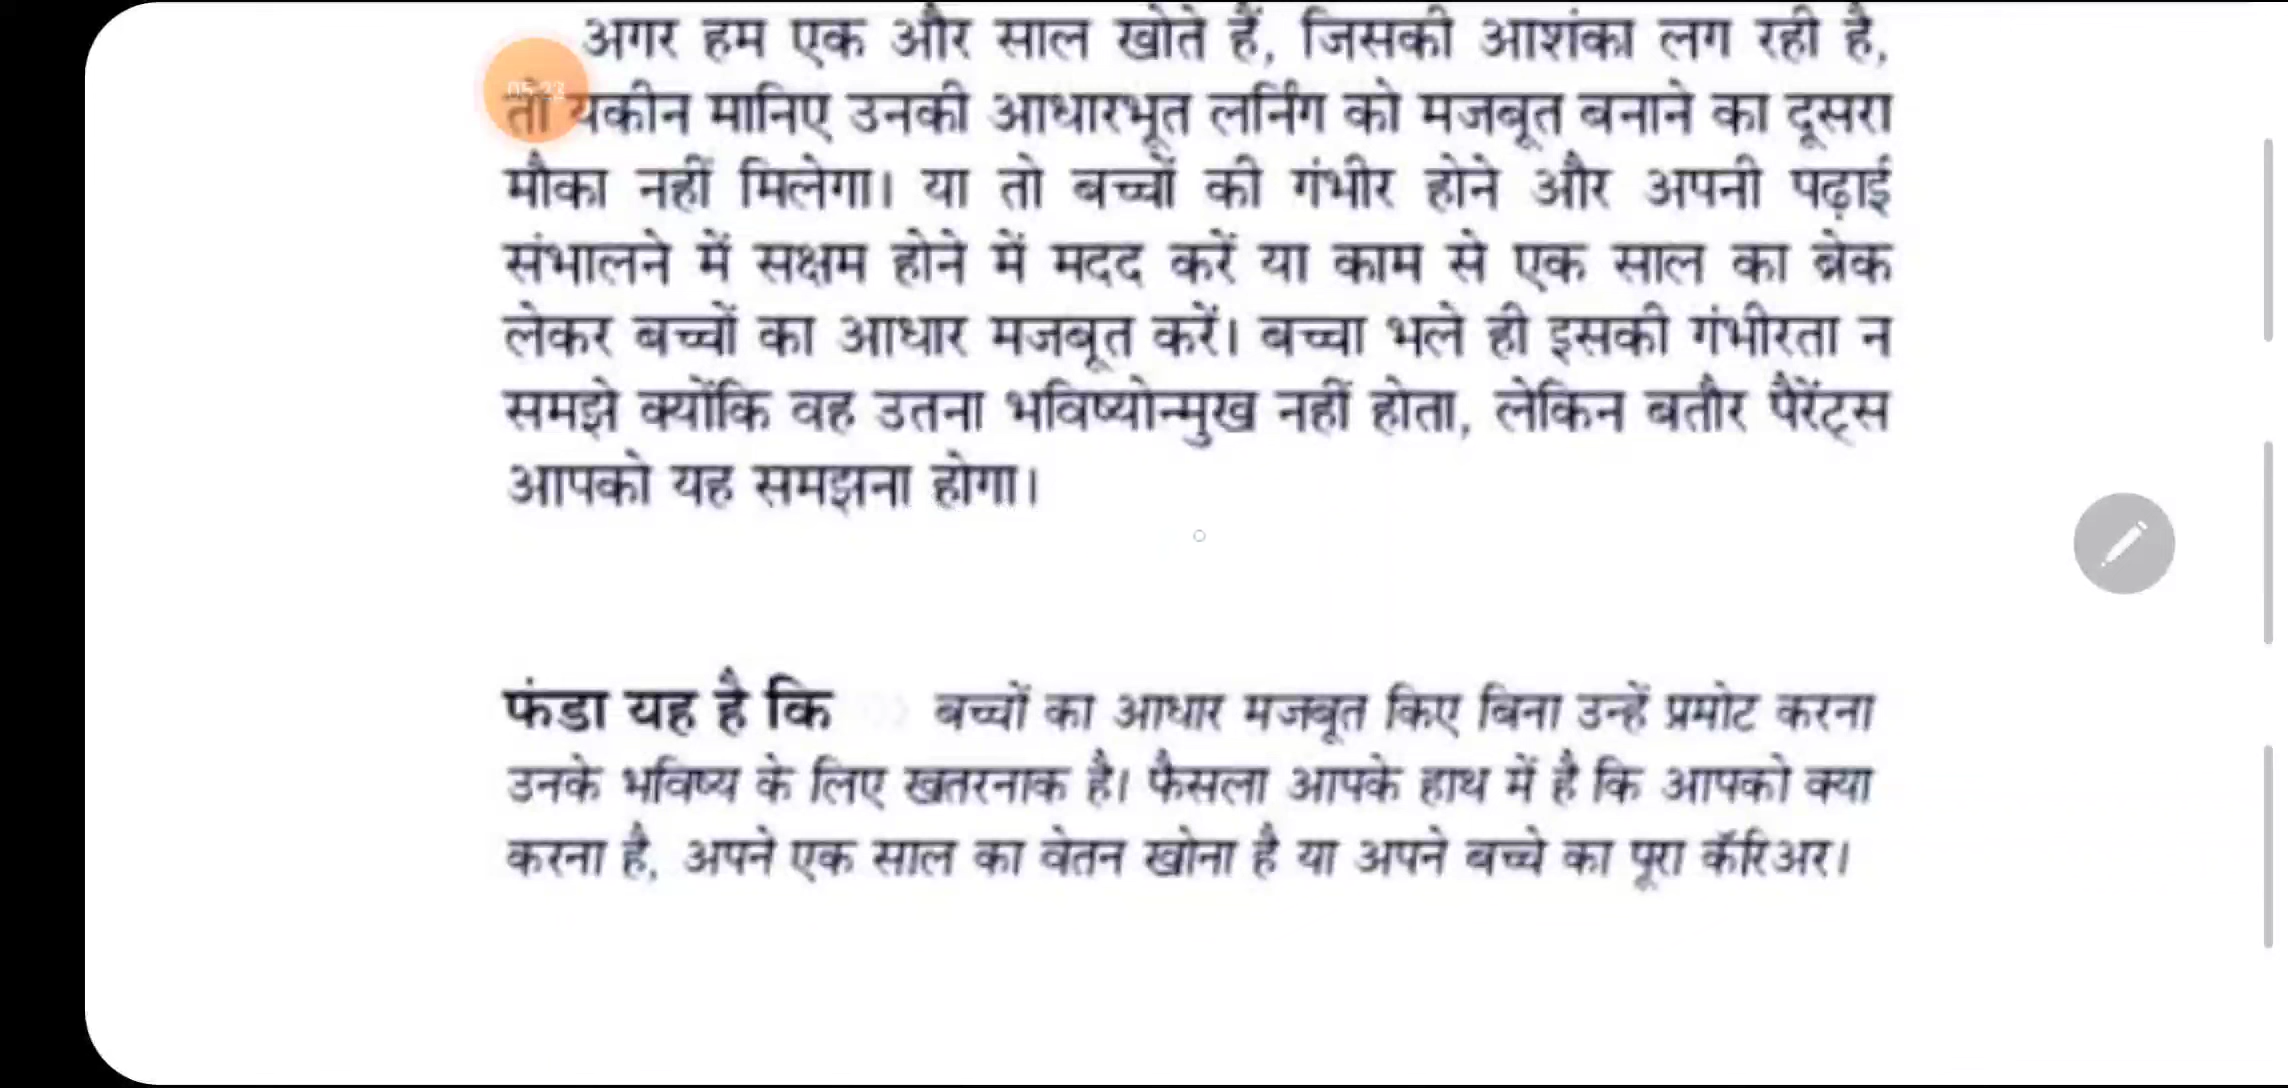 अगर हम एक और साल खोते हैं, जिसकी आशंका लग रही है,
05:23
तो यकीन मानिए उनकी आधारभूत लर्निंग को मजबूत बनाने का दूसरा
मौका नहीं मिलेगा। या तो बच्चों की गंभीर होने और अपनी पढ़ाई
संभालने में सक्षम होने में मदद करें या काम से एक साल का ब्रेक
लेकर बच्चों का आधार मजबूत करें। बच्चा भले ही इसकी गंभीरता न
समझे क्योंकि वह उतना भविष्योन्मुख नहीं होता, लेकिन बतौर पैरेंट्स
आपको यह समझना होगा।
फंडा यह है कि बच्चों का आधार मजबूत किए बिना उन्हें प्रमोट करना
उनके भविष्य के लिए खतरनाक है। फैसला आपके हाथ में है कि आपको क्या
करना है, अपने एक साल का वेतन खोना है या अपने बच्चे का पूरा कॅरिअर।